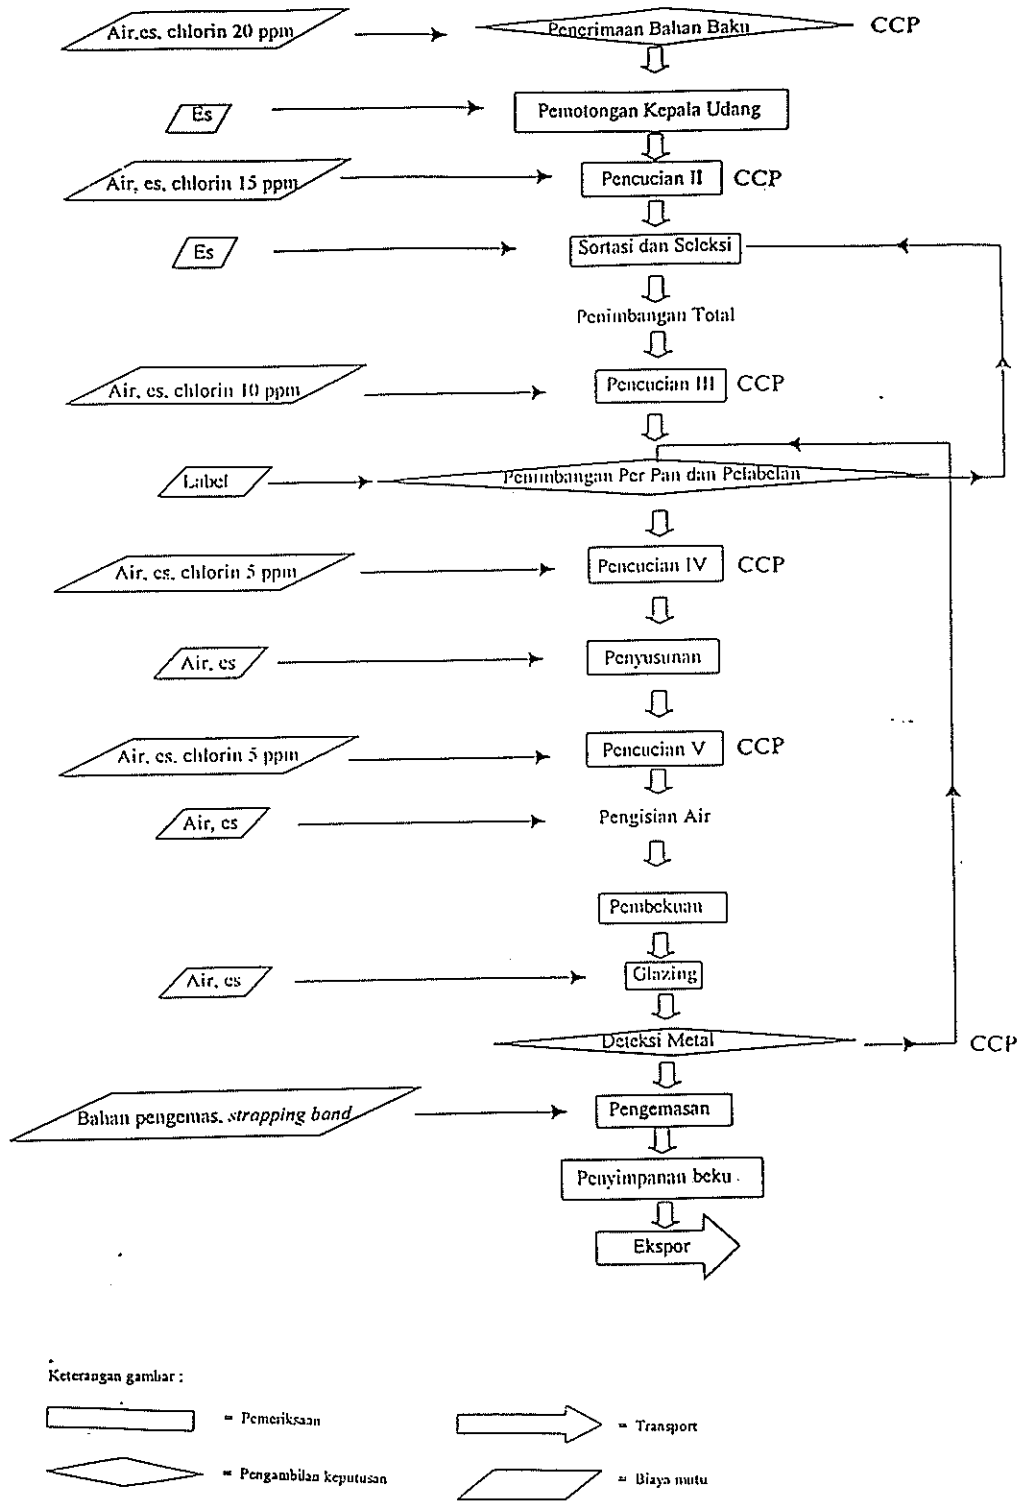 Air,es, chlorin 20 ppm
Penerimaan Bahan Baku
CCP
Es
Pemotongan Kepala Udang
Air, es, chlorin 15 ppm
Pencucian II
CCP
Es
Sortasi dan Seleksi
Penimbangan Total
Air, es, chlorin 10 ppm
Pencucian III
CCP
Label
Penimbangan Per Pan dan Pelabelan
Air, es, chlorin 5 ppm
Pencucian IV
CCP
Air, es
Penyusunan
Air, es, chlorin 5 ppm
Pencucian V
CCP
Air, es
Pengisian Air
Pembekuan
Air, es
Glazing
Deteksi Metal
CCP
Bahan pengemas, strapping band
Pengemasan
Penyimpanan beku
Ekspor
Keterangan gambar :
= Pemeriksaan
= Transport
= Pengambilan keputusan
= Biaya mutu